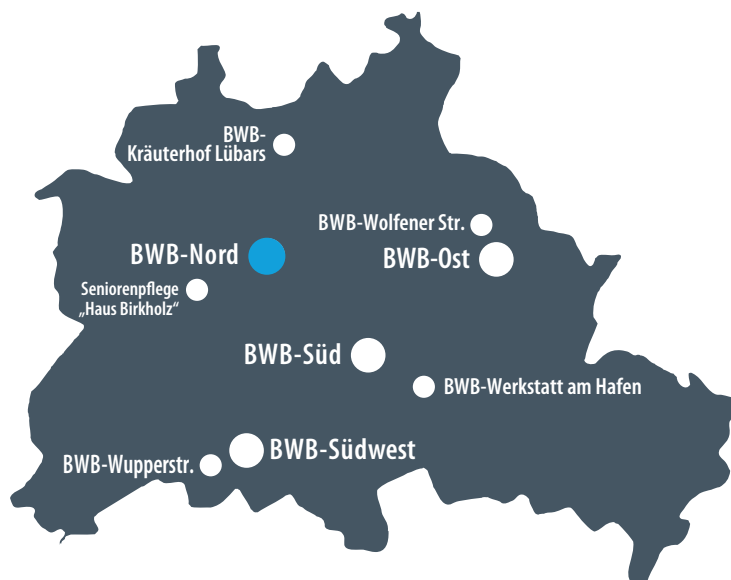 BWB-
Kräuterhof Lübars
BWB-Wolfener Str.
BWB-Nord
BWB-Ost
Seniorenpflege
„Haus Birkholz“
BWB-Süd
BWB-Werkstatt am Hafen
BWB-Südwest
BWB-Wupperstr.